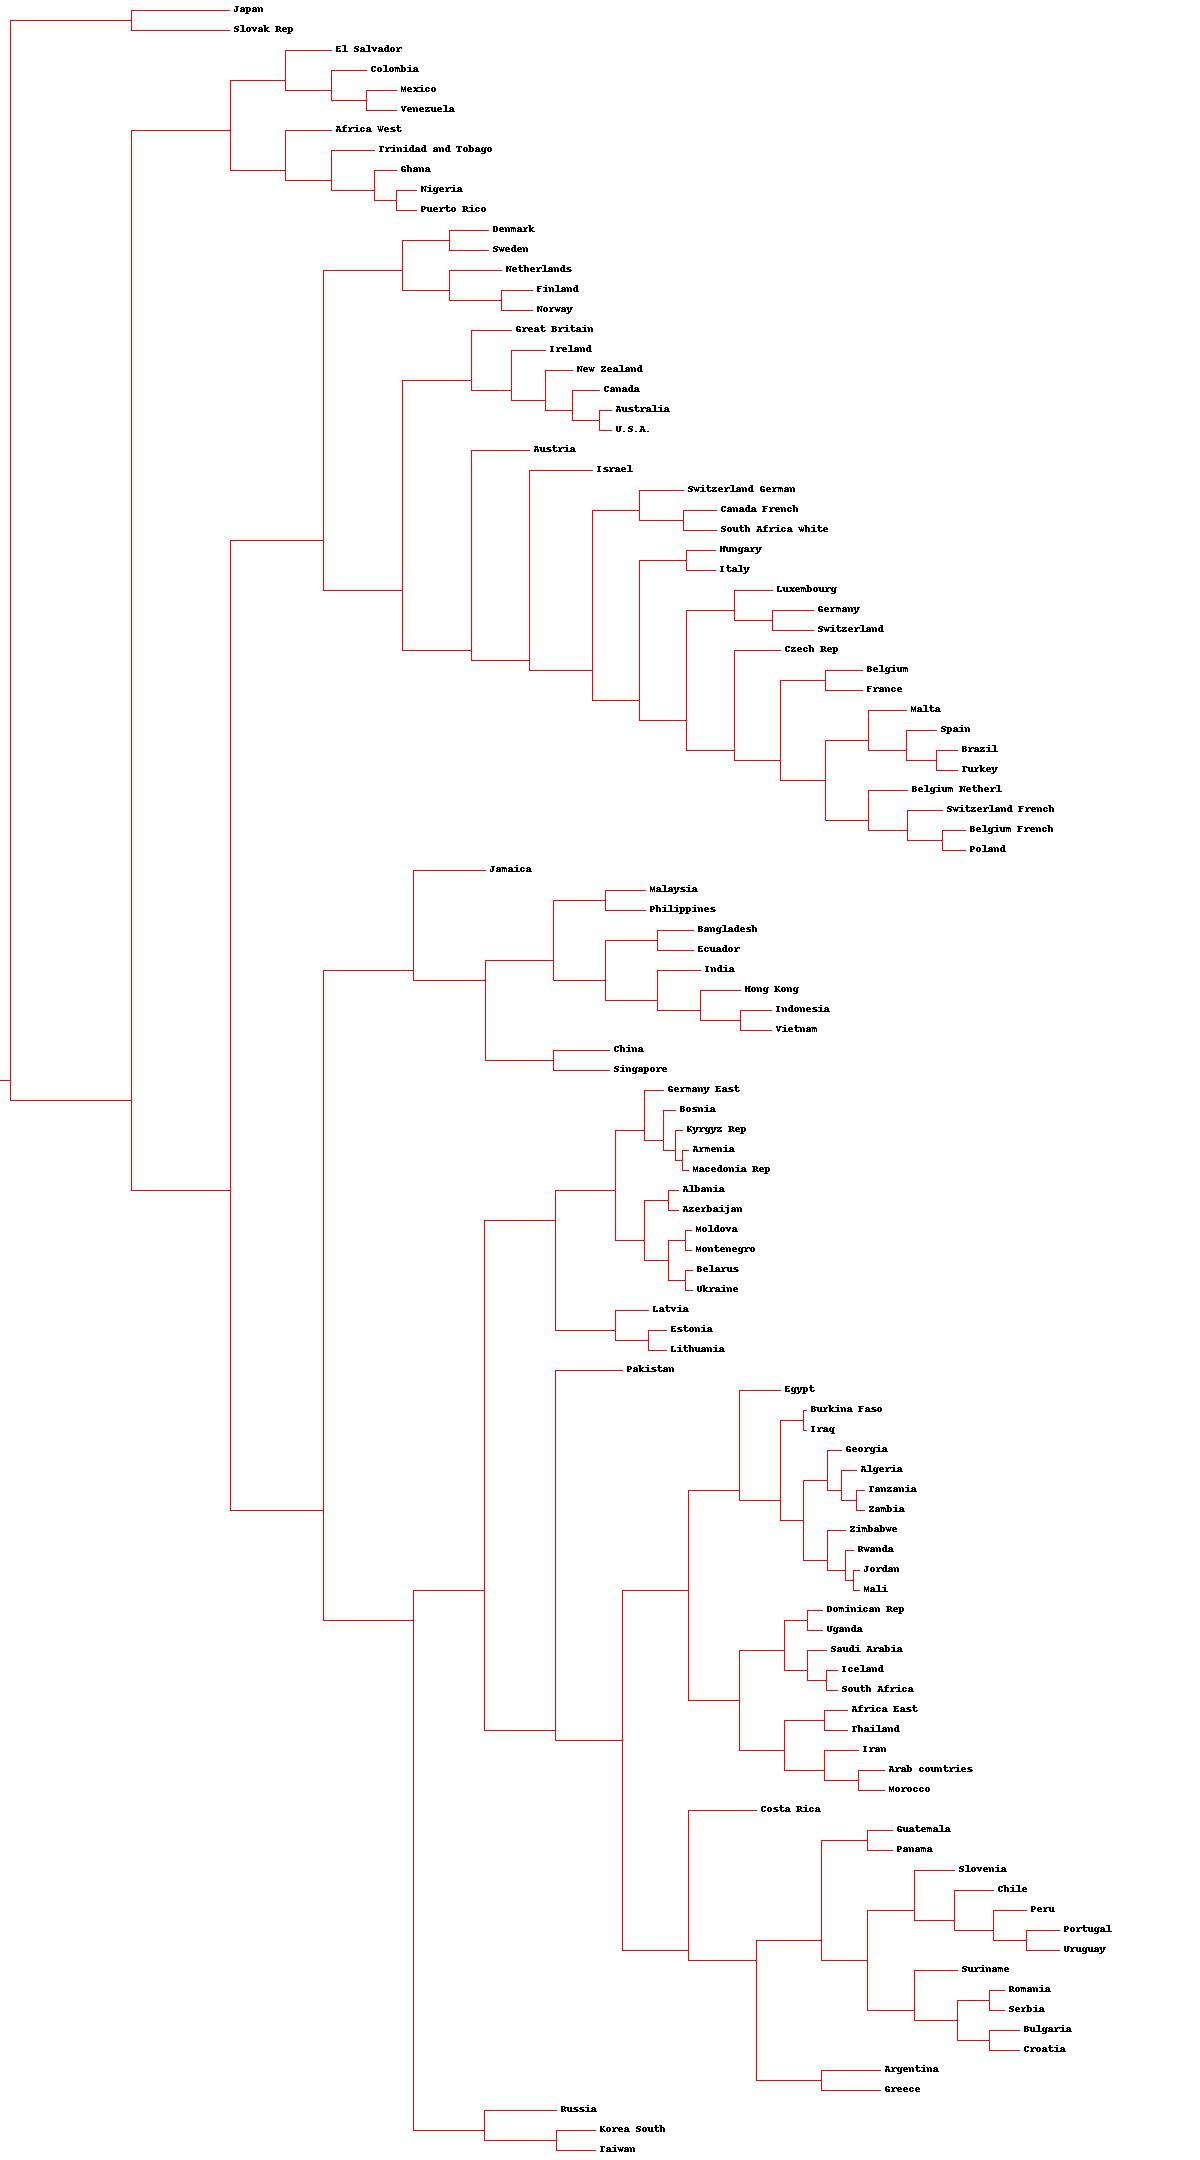 Japan
Slovak Rep
El Salvador
Colombia
Mexico
Venezuela
Africa West
Trinidad and Tobago
Ghana
Nigeria
Puerto Rico
Denmark
Sweden
Netherlands
Finland
Norway
Great Britain
Ireland
New Zealand
Canada
Australia
U.S.A.
Austria
Israel
Switzerland German
Canada French
South Africa white
Hungary
Italy
Luxembourg
Germany
Switzerland
Czech Rep
Belgium
France
Malta
Spain
Brazil
Turkey
Belgium Netherl
Switzerland French
Belgium French
Poland
Jamaica
Malaysia
Philippines
Bangladesh
Ecuador
India
Hong Kong
Indonesia
Vietnam
China
Singapore
Germany East
Bosnia
Kyrgyz Rep
Armenia
Macedonia Rep
Albania
Azerbaijan
Moldova
Montenegro
Belarus
Ukraine
Latvia
Estonia
Lithuania
Pakistan
Egypt
Burkina Faso
Iraq
Georgia
Algeria
Tanzania
Zambia
Zimbabwe
Rwanda
Jordan
Mali
Dominican Rep
Uganda
Saudi Arabia
Iceland
South Africa
Africa East
Thailand
Iran
Arab countries
Morocco
Costa Rica
Guatemala
Panama
Slovenia
Chile
Peru
Portugal
Uruguay
Suriname
Romania
Serbia
Bulgaria
Croatia
Argentina
Greece
Russia
Korea South
Taiwan